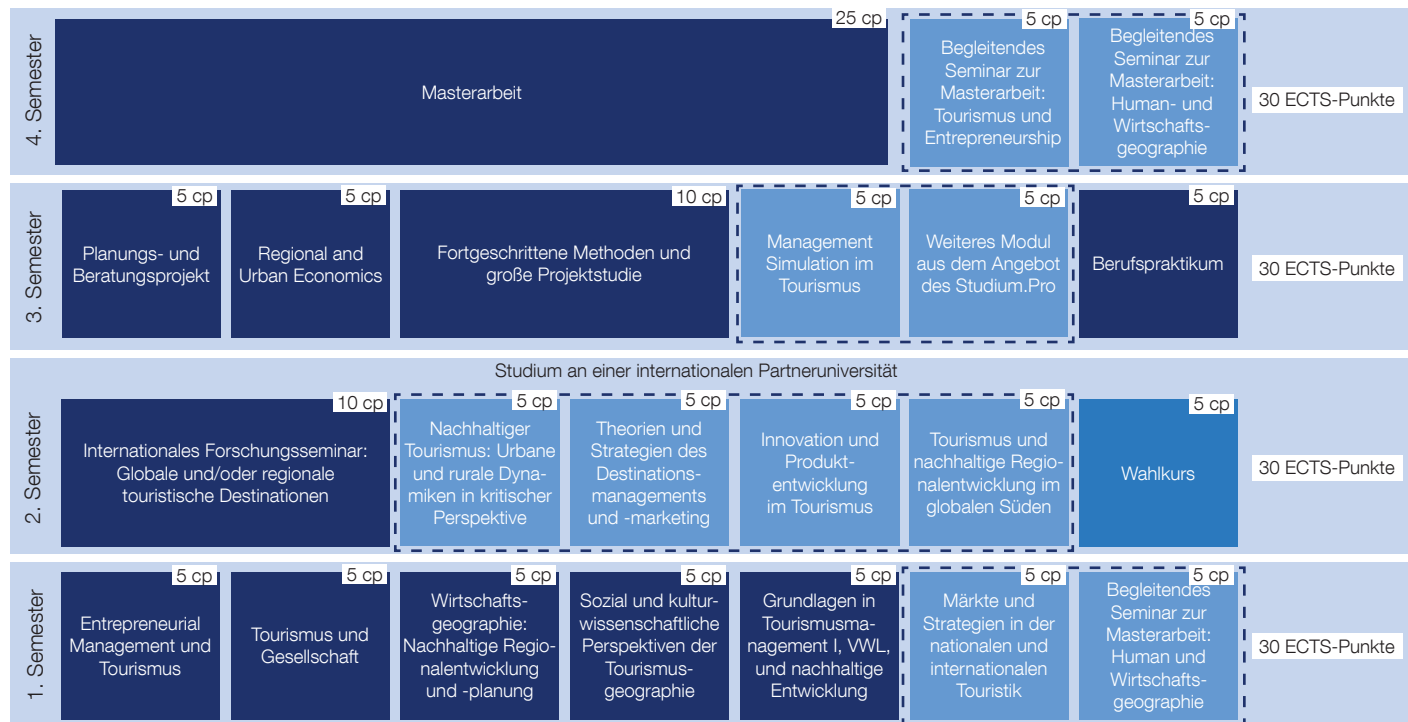 4. Semester
25 cp
Masterarbeit
5 cp
Begleitendes
Seminar zur
Masterarbeit:
Tourismus und
Entrepreneurship
5 cp
Begleitendes
Seminar zur
Masterarbeit:
Human- und
Wirtschafts-
geographie
30 ECTS-Punkte
3. Semester
5 cp
Planungs- und
Beratungsprojekt
5 cp
Regional and
Urban Economics
10 cp
Fortgeschrittene Methoden und
große Projektstudie
5 cp
Management
Simulation im
Tourismus
5 cp
Weiteres Modul
aus dem Angebot
des Studium.Pro
5 cp
Berufspraktikum
30 ECTS-Punkte
Studium an einer internationalen Partneruniversität
2. Semester
10 cp
Internationales Forschungsseminar:
Globale und/oder regionale
touristische Destinationen
5 cp
Nachhaltiger
Tourismus: Urbane
und rurale Dyna-
miken in kritischer
Perspektive
5 cp
Theorien und
Strategien des
Destinations-
managements
und -marketing
5 cp
Innovation und
Produkt-
entwicklung
im Tourismus
5 cp
Tourismus und
nachhaltige Regio-
nalentwicklung im
globalen Süden
5 cp
Wahlkurs
30 ECTS-Punkte
1. Semester
5 cp
Entrepreneurial
Management und
Tourismus
5 cp
Tourismus und
Gesellschaft
5 cp
Wirtschafts-
geographie:
Nachhaltige Regio-
nalentwicklung
und -planung
5 cp
Sozial und kultur-
wissenschaftliche
Perspektiven der
Tourismus-
geographie
5 cp
Grundlagen in
Tourismusma-
nagement I, VWL,
und nachhaltige
Entwicklung
5 cp
Märkte und
Strategien in der
nationalen und
internationalen
Touristik
5 cp
Begleitendes
Seminar zur
Masterarbeit:
Human und
Wirtschafts-
geographie
30 ECTS-Punkte